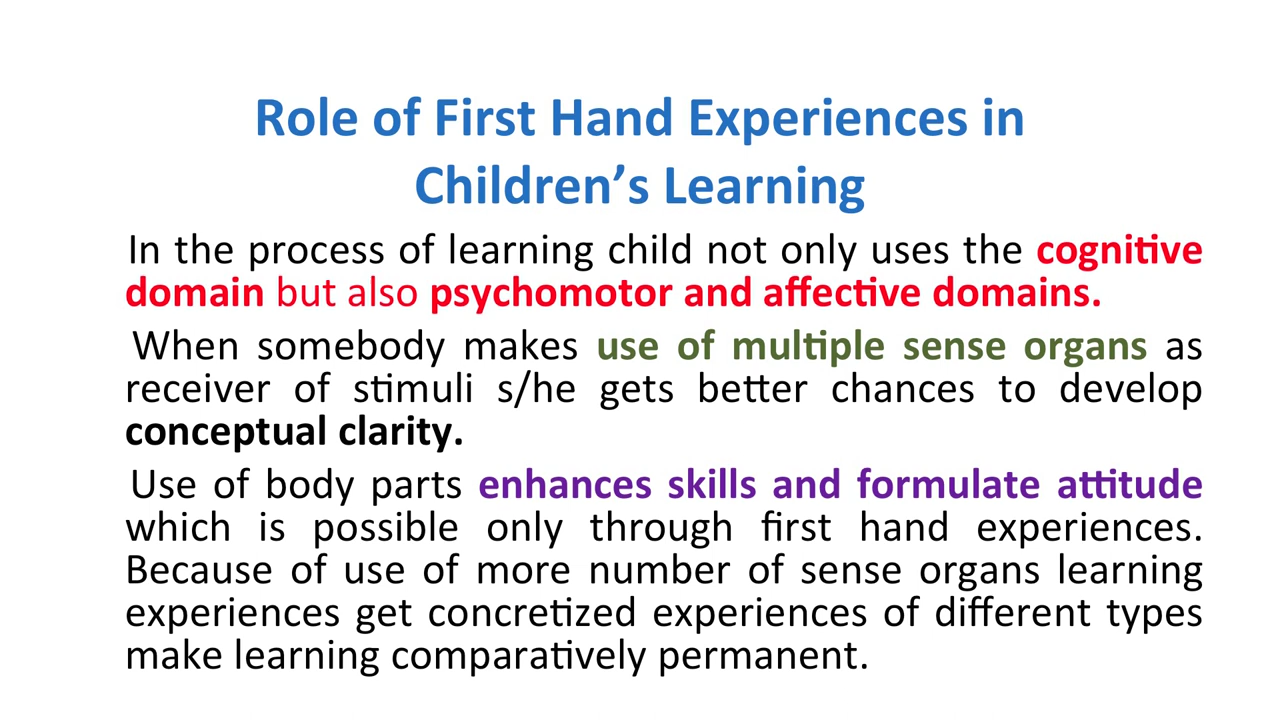 Role of First Hand Experiences in
Children’s Learning
In the process of learning child not only uses the cognitive
domain but also psychomotor and affective domains.
When somebody makes use of multiple sense organs as
receiver of stimuli s/he gets better chances to develop
conceptual clarity.
Use of body parts enhances skills and formulate attitude
which is possible only through first hand experiences.
Because of use of more number of sense organs learning
experiences get concretized experiences of different types
make learning comparatively permanent.